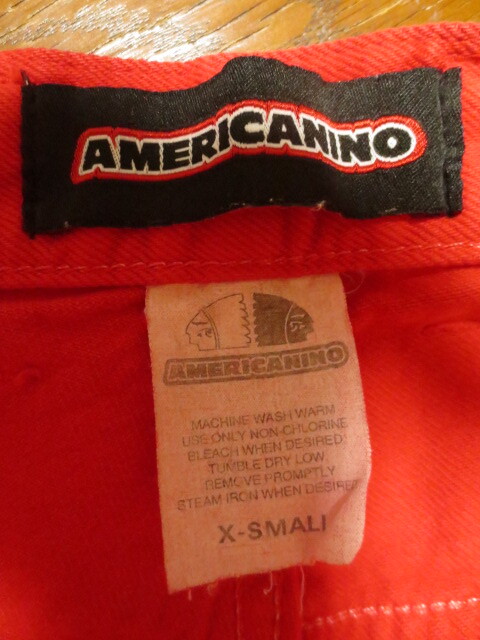 AMERICANINO
AMERICANINO
MACHINE WASH WARM
USE ONLY NON-CHLORINE
BLEACH WHEN DESIRED
TUMBLE DRY LOW
REMOVE PROMPTLY
STEAM IRON WHEN DESIRED
X-SMALL